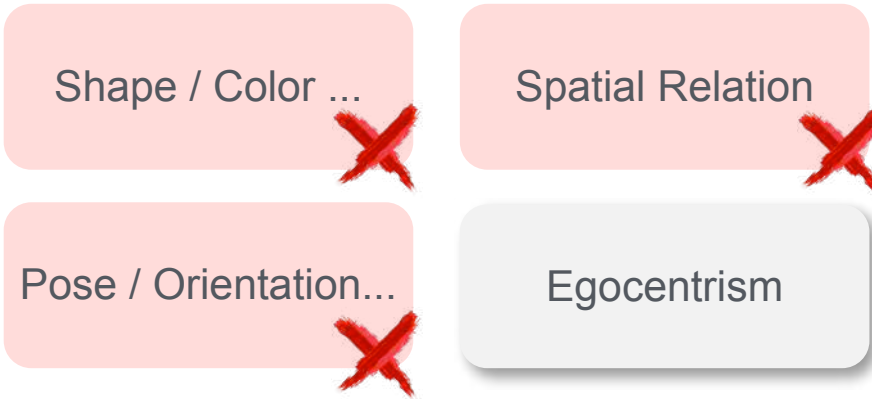 Shape / Color ...
Spatial Relation
Pose / Orientation...
Egocentrism